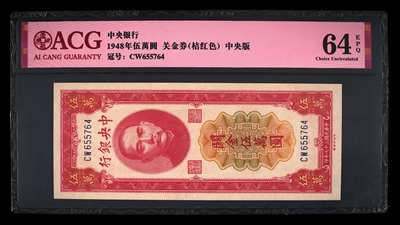 ACG
AI CANG GUARANTY
中央银行
1948年伍萬圆 关金券(桔红色) 中央版
冠号: CW655764
64 EPQ
Choice Uncirculated
伍萬
伍萬
CW655764
中央銀行
關金伍萬圓
CW655764
伍萬
伍萬